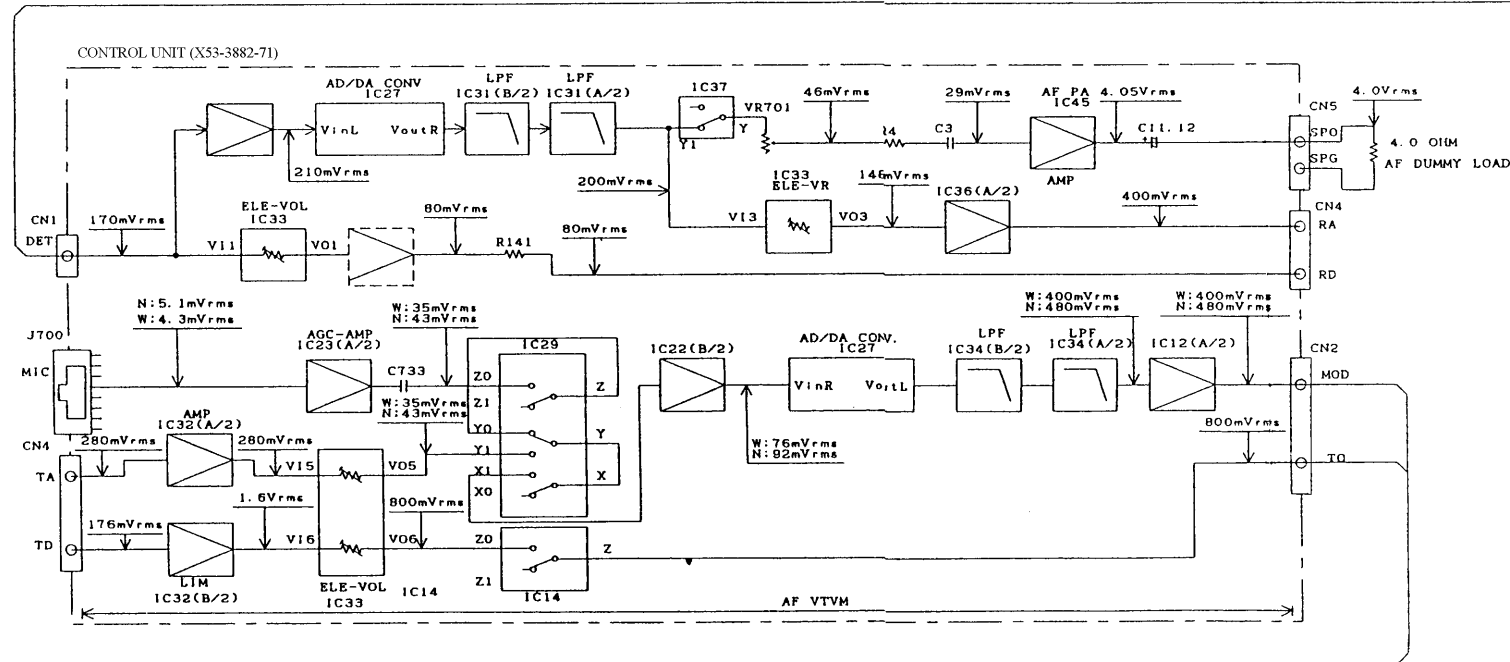 CONTROL UNIT (X53-3882-71)
AD/DA CONV
IC27
LPF
IC31(B/2)
LPF
IC31(A/2)
IC37
VR701
Y
Y1
46mVrms
29mVrms
AF PA
IC45
4.05Vrms
CN5
4.0Vrms
VinL
VoutR
C3
C11.12
SPO
SPG
4.0 OHM
AF DUMMY LOAD
210mVrms
AMP
200mVrms
IC33
ELE-VR
146mVrms
IC36(A/2)
400mVrms
CN4
RA
CN1
DET
170mVrms
ELE-VOL
IC33
80mVrms
VI1
VO1
R141
80mVrms
VI3
VO3
RD
N:5.1mVrms
W:4.3mVrms
W:35mVrms
N:43mVrms
W:400mVrms
N:480mVrms
W:400mVrms
N:480mVrms
J700
MIC
AGC-AMP
IC23(A/2)
C733
IC29
IC22(B/2)
AD/DA CONV.
IC27
LPF
IC34(B/2)
LPF
IC34(A/2)
IC12(A/2)
CN2
Z0
Z
Z1
VinR
MOD
W:35mVrms
N:43mVrms
Y0
Y
Y1
X1
X
X0
W:76mVrms
N:92mVrms
800mVrms
TO
AMP
IC32(A/2)
CN4
280mVrms
280mVrms
TA
VI5
VO5
1.6Vrms
800mVrms
176mVrms
TD
VI6
VO6
Z0
Z
Z1
LIM
IC32(B/2)
ELE-VOL
IC33
IC14
IC14
AF VTVM